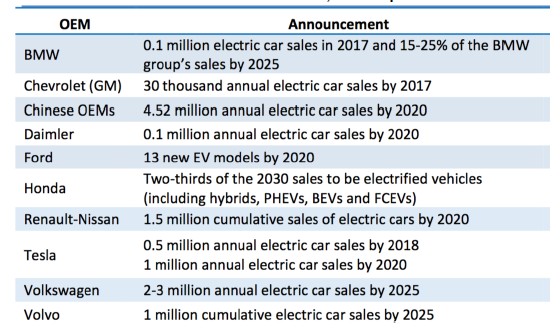 OEM Announcement
BMW 0.1 million electric car sales in 2017 and 15-25% of the BMW
group’s sales by 2025
Chevrolet (GM) 30 thousand annual electric car sales by 2017
Chinese OEMs 4.52 million annual electric car sales by 2020
Daimler 0.1 million annual electric car sales by 2020
Ford 13 new EV models by 2020
Honda Two-thirds of the 2030 sales to be electrified vehicles
(including hybrids, PHEVs, BEVs and FCEVs)
Renault-Nissan 1.5 million cumulative sales of electric cars by 2020
Tesla 0.5 million annual electric car sales by 2018
1 million annual electric car sales by 2020
Volkswagen 2-3 million annual electric car sales by 2025
Volvo 1 million cumulative electric car sales by 2025